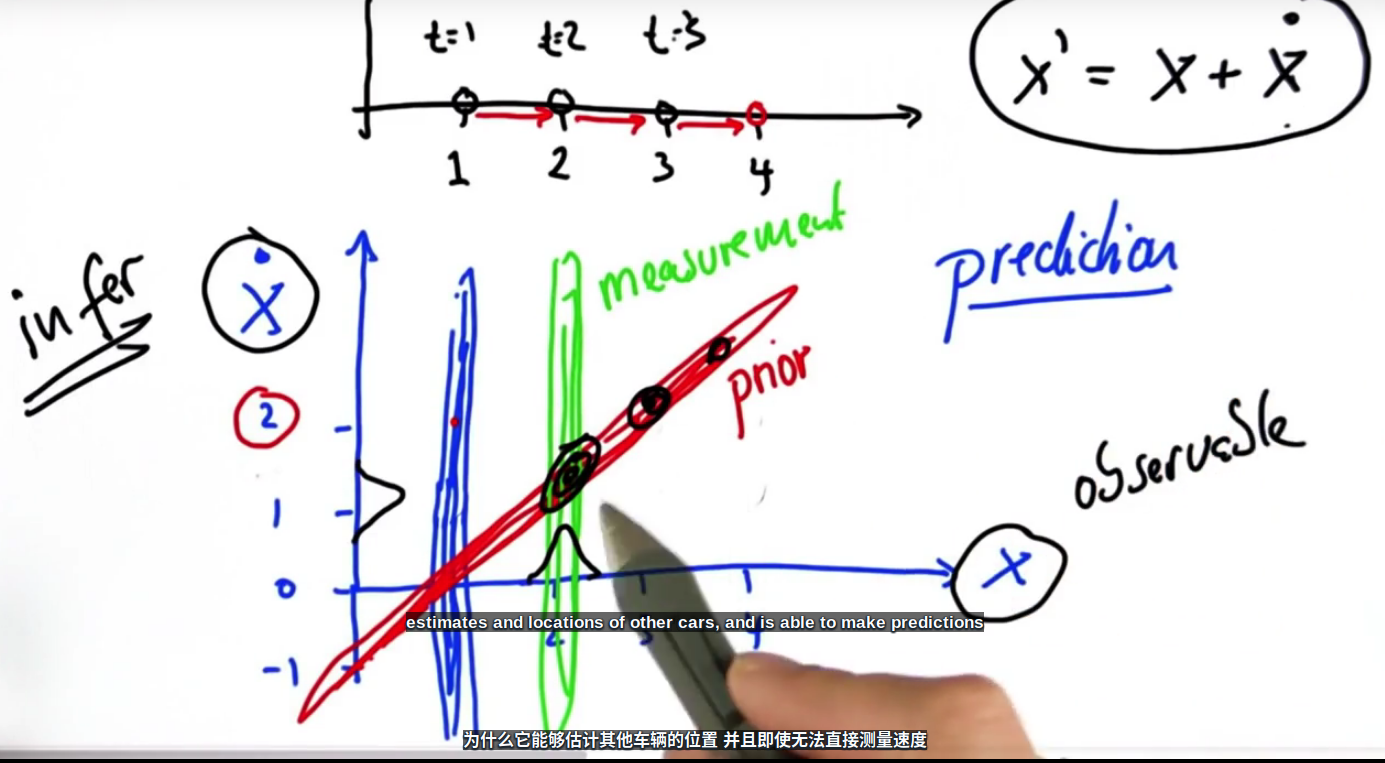 t=1 t=2 t=3
x' = x + ẋ
1 2 3 4
measurement
prediction
infer
ẋ
prior
2
observable
1
x
0
2 3 4
estimates and locations of other cars, and is able to make predictions
-1
为什么它能够估计其他车辆的位置 并且即使无法直接测量速度